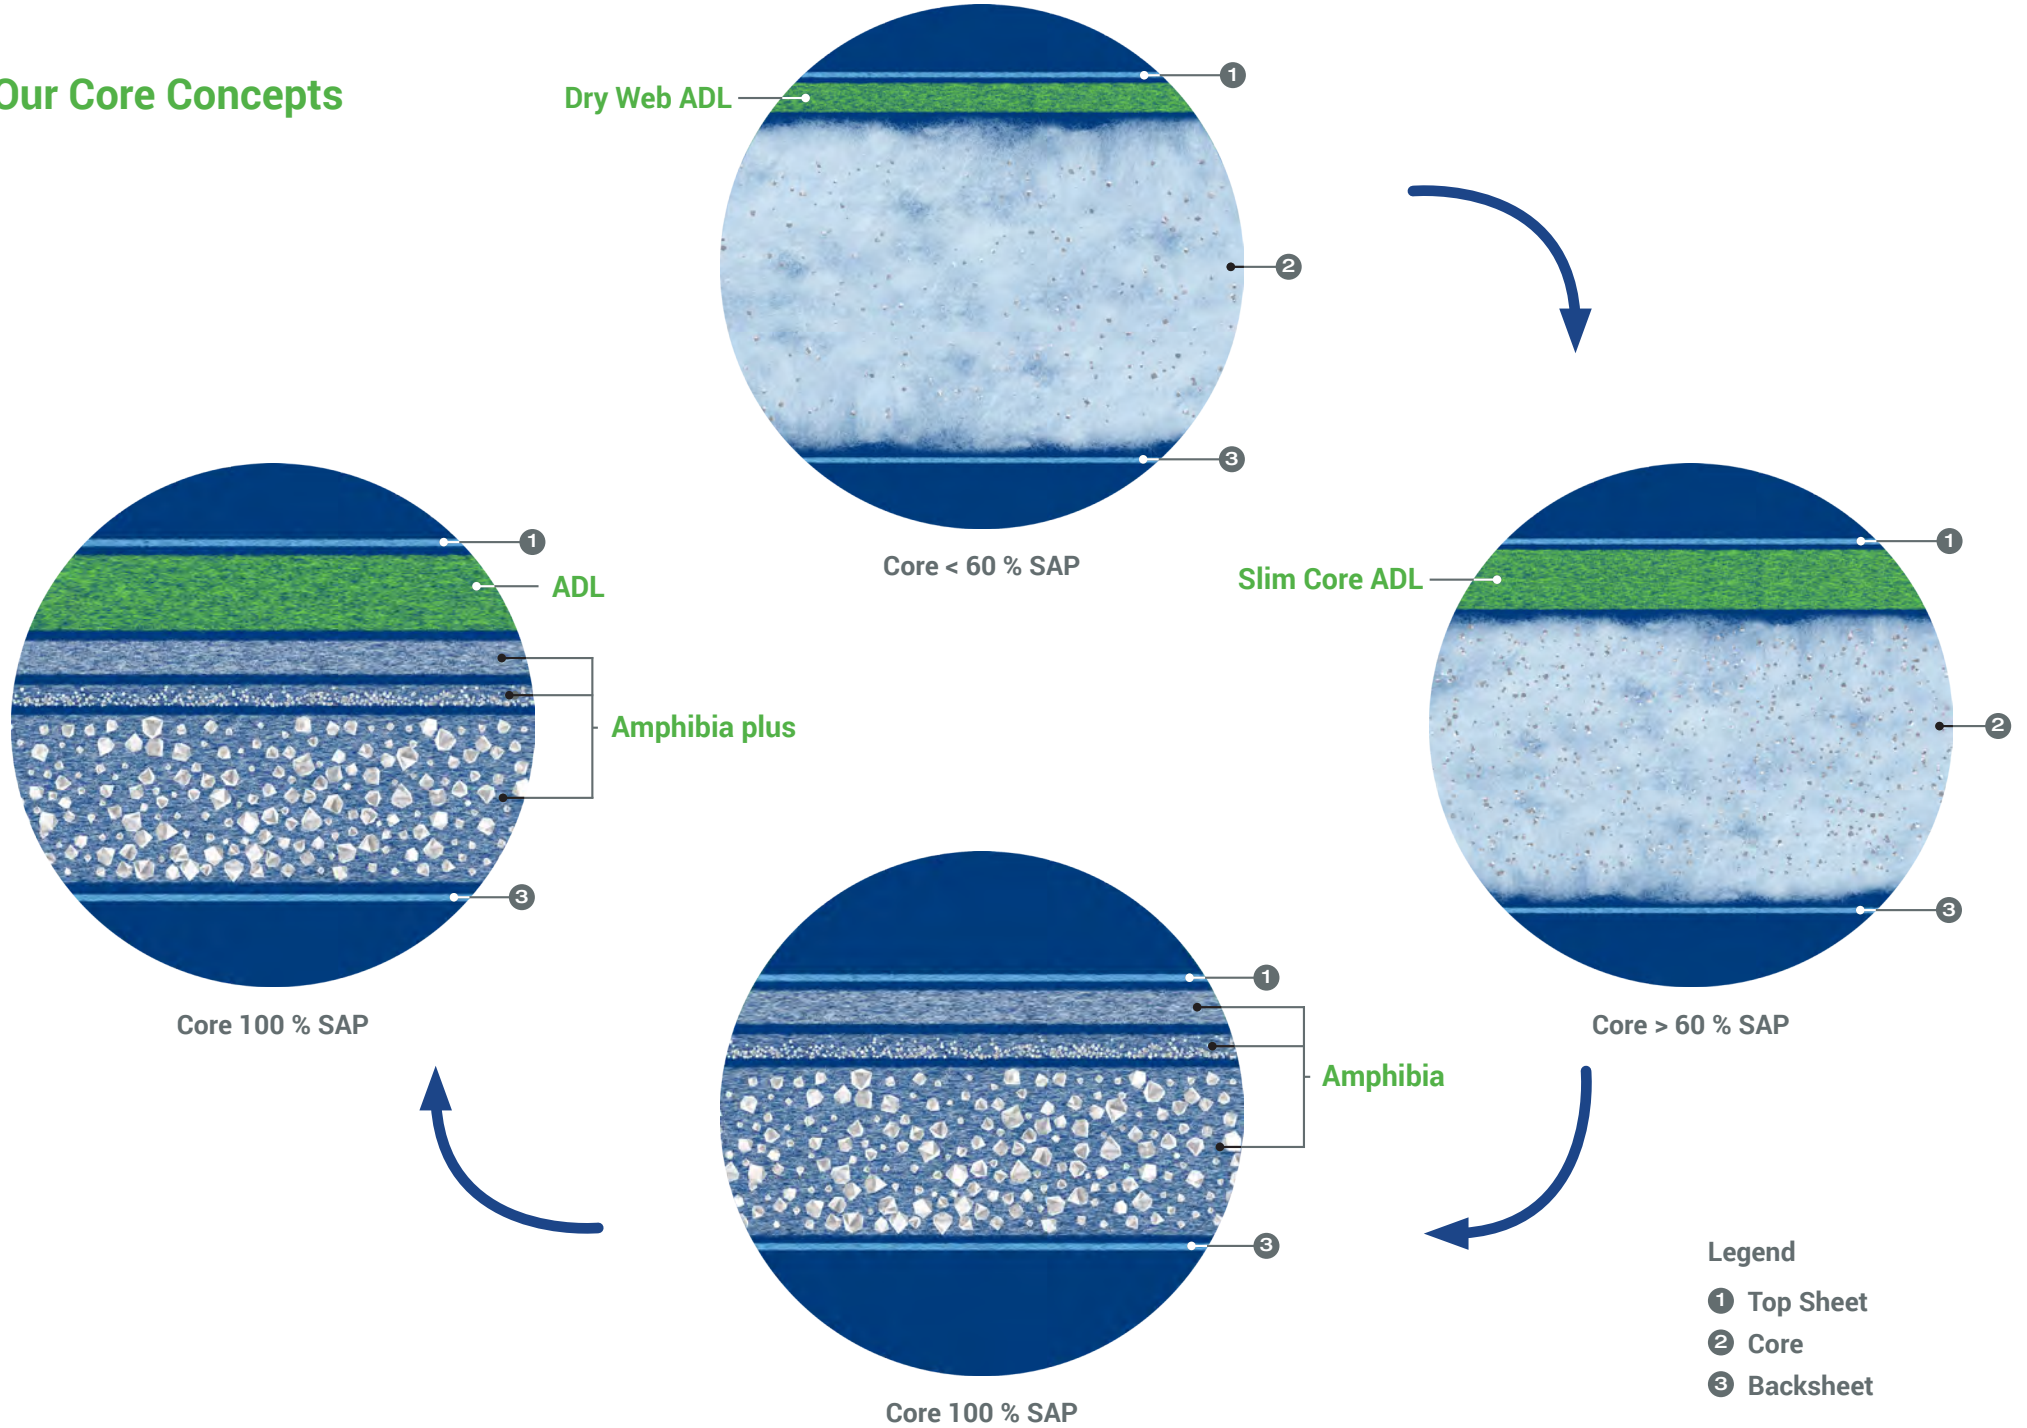 Our Core Concepts
Dry Web ADL
1
2
3
Core < 60 % SAP
1
ADL
Amphibia plus
3
Core 100 % SAP
1
Slim Core ADL
2
3
Core > 60 % SAP
1
Amphibia
3
Core 100 % SAP
Legend
1 Top Sheet
2 Core
3 Backsheet